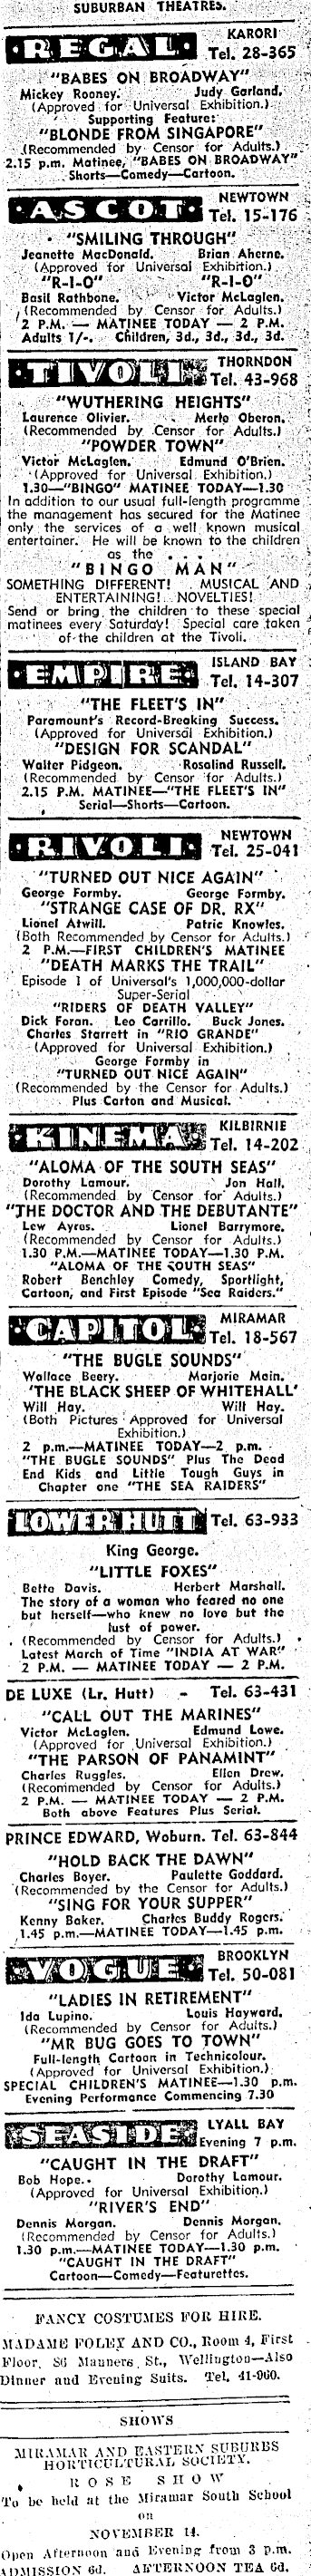 SUBURBAN THEATRES.
REGAL KARORI
Tel. 28-365
"BABES ON BROADWAY"
Mickey Rooney. Judy Garland.
(Approved for Universal Exhibition.)
Supporting Feature:
"BLONDE FROM SINGAPORE"
(Recommended by Censor for Adults.)
2.15 p.m. Matinee, "BABES ON BROADWAY"
Shorts—Comedy—Cartoon.
ASCOT NEWTOWN
Tel. 15-176
"SMILING THROUGH"
Jeanette MacDonald. Brian Aherne.
(Approved for Universal Exhibition.)
"R-I-O" "R-I-O"
Basil Rathbone. Victor McLaglen.
(Recommended by Censor for Adults.)
2 P.M. — MATINEE TODAY — 2 P.M.
Adults 1/-. Children, 3d., 3d., 3d., 3d.
TIVOLI THORNDON
Tel. 43-968
"WUTHERING HEIGHTS"
Laurence Olivier. Merle Oberon.
(Recommended by Censor for Adults.)
"POWDER TOWN"
Victor McLaglen. Edmund O'Brien.
(Approved for Universal Exhibition.)
1.30—"BINGO" MATINEE TODAY—1.30
In addition to our usual full-length programme
the management has secured for the Matinee
only the services of a well known musical
entertainer. He will be known to the children
as the . . .
"BINGO MAN"
SOMETHING DIFFERENT! MUSICAL AND
ENTERTAINING! NOVELTIES!
Send or bring the children to these special
matinees every Saturday! Special care taken
of the children at the Tivoli.
EMPIRE ISLAND BAY
Tel. 14-307
"THE FLEET'S IN"
Paramount's Record-Breaking Success.
(Approved for Universal Exhibition.)
"DESIGN FOR SCANDAL"
Walter Pidgeon. Rosalind Russell.
(Recommended by Censor for Adults.)
2.15 P.M. MATINEE—"THE FLEET'S IN"
Serial—Shorts—Cartoon.
RIVOLI NEWTOWN
Tel. 25-041
"TURNED OUT NICE AGAIN"
George Formby. George Formby.
"STRANGE CASE OF DR. RX"
Lionel Atwill. Patric Knowles.
(Both Recommended by Censor for Adults.)
2 P.M.—FIRST CHILDREN'S MATINEE
"DEATH MARKS THE TRAIL"
Episode 1 of Universal's 1,000,000-dollar
Super-Serial
"RIDERS OF DEATH VALLEY"
Dick Foran. Leo Carrillo. Buck Jones.
Charles Starrett in "RIO GRANDE"
(Approved for Universal Exhibition.)
George Formby in
"TURNED OUT NICE AGAIN"
(Recommended by the Censor for Adults.)
Plus Carton and Musical.
KINEMA KILBIRNIE
Tel. 14-202
"ALOMA OF THE SOUTH SEAS"
Dorothy Lamour. Jon Hall.
(Recommended by Censor for Adults.)
"THE DOCTOR AND THE DEBUTANTE"
Lew Ayres. Lionel Barrymore.
(Recommended by Censor for Adults.)
1.30 P.M.—MATINEE TODAY—1.30 P.M.
"ALOMA OF THE SOUTH SEAS"
Robert Benchley Comedy, Sportlight,
Cartoon, and First Episode "Sea Raiders."
CAPITOL MIRAMAR
Tel. 18-567
"THE BUGLE SOUNDS"
Wallace Beery. Marjorie Main.
'THE BLACK SHEEP OF WHITEHALL'
Will Hay. Will Hay.
(Both Pictures Approved for Universal
Exhibition.)
2 p.m.—MATINEE TODAY—2 p.m.
"THE BUGLE SOUNDS" Plus The Dead
End Kids and Little Tough Guys in
Chapter one "THE SEA RAIDERS"
LOWER HUTT Tel. 63-933
King George.
"LITTLE FOXES"
Bette Davis. Herbert Marshall.
The story of a woman who feared no one
but herself—who knew no love but the
lust of power.
(Recommended by Censor for Adults.)
Latest March of Time "INDIA AT WAR"
2 P.M. — MATINEE TODAY — 2 P.M.
DE LUXE (Lr. Hutt) - Tel. 63-431
"CALL OUT THE MARINES"
Victor McLaglen. Edmund Lowe.
(Approved for Universal Exhibition.)
"THE PARSON OF PANAMINT"
Charles Ruggles. Ellen Drew.
(Recommended by Censor for Adults.)
2 P.M. — MATINEE TODAY — 2 P.M.
Both above Features Plus Serial.
PRINCE EDWARD, Woburn. Tel. 63-844
"HOLD BACK THE DAWN"
Charles Boyer. Paulette Goddard.
(Recommended by the Censor for Adults.)
"SING FOR YOUR SUPPER"
Kenny Baker. Charles Buddy Rogers.
1.45 p.m.—MATINEE TODAY—1.45 p.m.
VOGUE BROOKLYN
Tel. 50-081
"LADIES IN RETIREMENT"
Ida Lupino. Louis Hayward.
(Recommended by Censor for Adults.)
"MR BUG GOES TO TOWN"
Full-length Cartoon in Technicolour.
(Approved for Universal Exhibition.)
SPECIAL CHILDREN'S MATINEE—1.30 p.m.
Evening Performance Commencing 7.30
SEASIDE LYALL BAY
Evening 7 p.m.
"CAUGHT IN THE DRAFT"
Bob Hope. Dorothy Lamour.
(Approved for Universal Exhibition.)
"RIVER'S END"
Dennis Morgan. Dennis Morgan.
(Recommended by Censor for Adults.)
1.30 p.m.—MATINEE TODAY—1.30 p.m.
"CAUGHT IN THE DRAFT"
Cartoon—Comedy—Featurettes.
FANCY COSTUMES FOR HIRE.
MADAME FOLEY AND CO., Room 4, First
Floor, 86 Manners St., Wellington—Also
Dinner and Evening Suits. Tel. 41-960.
SHOWS
MIRAMAR AND EASTERN SUBURBS
HORTICULTURAL SOCIETY.
ROSE SHOW
To be held at the Miramar South School
on
NOVEMBER 14.
Open Afternoon and Evening from 3 p.m.
ADMISSION 6d. AFTERNOON TEA 6d.